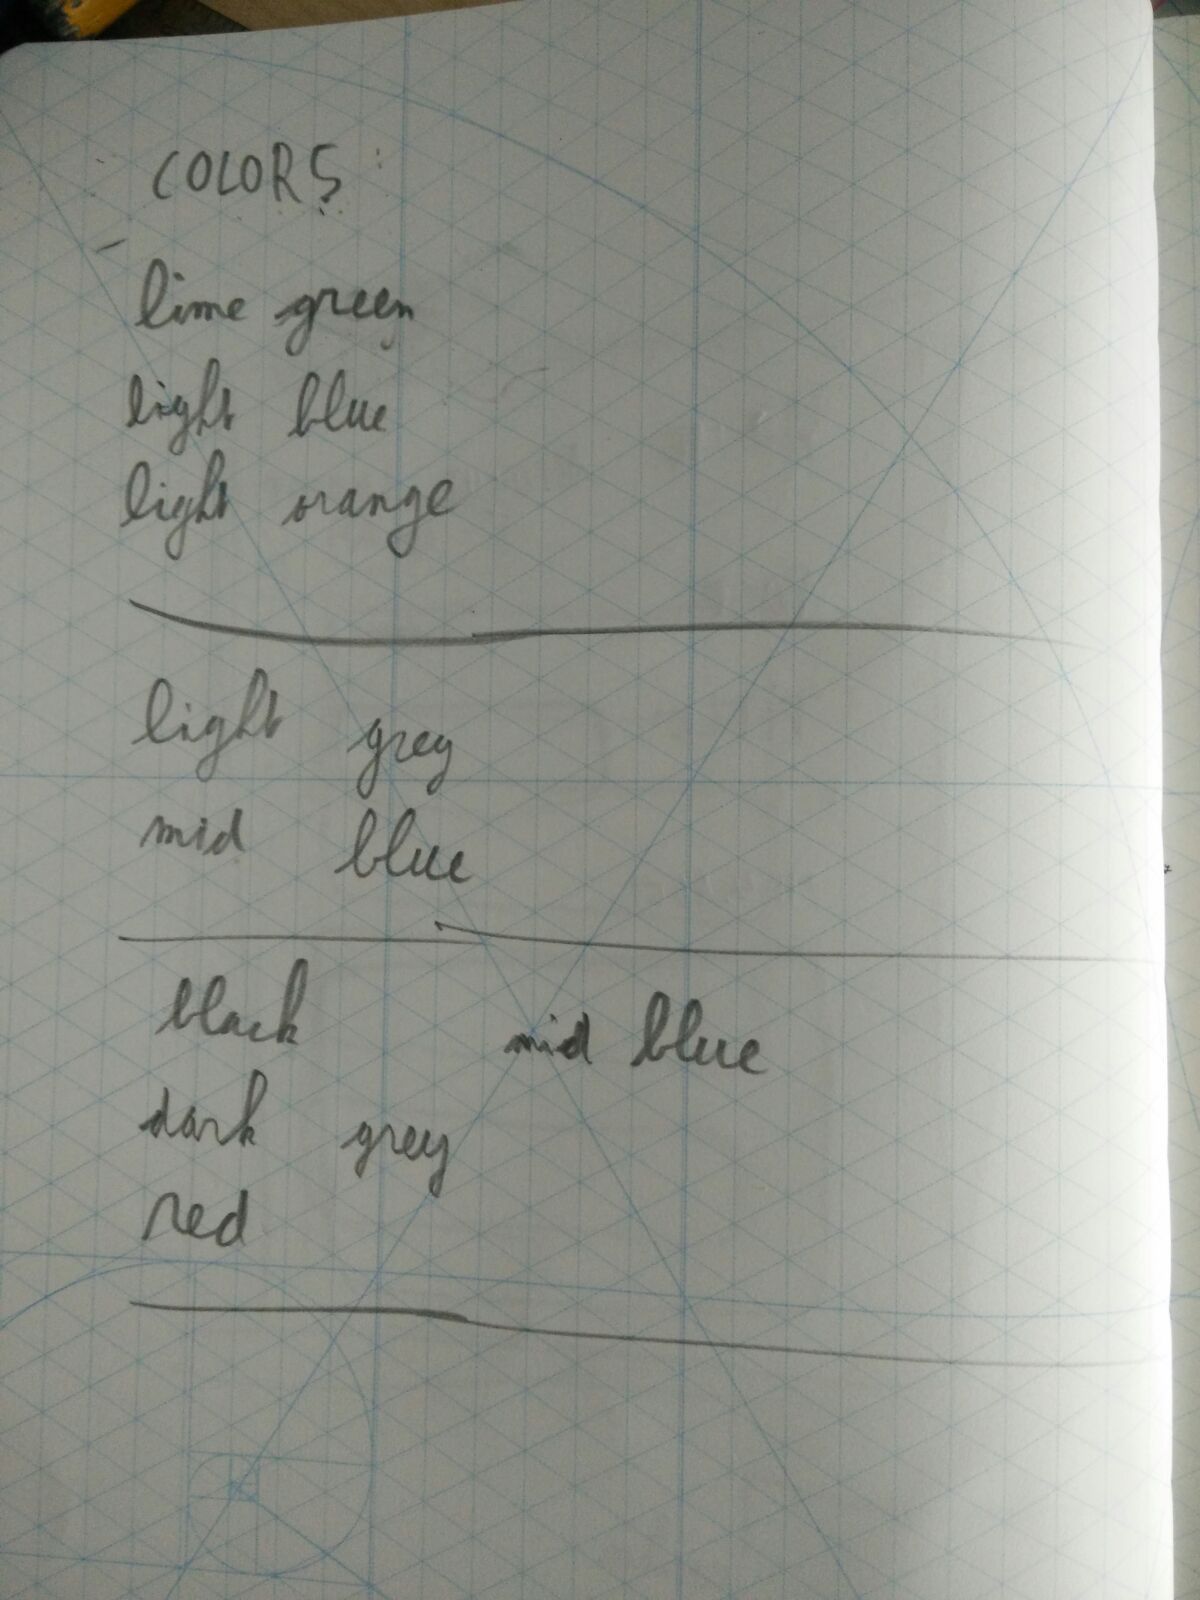 COLORS
lime green
light blue
light orange
light grey
mid blue
black mid blue
dark grey
red